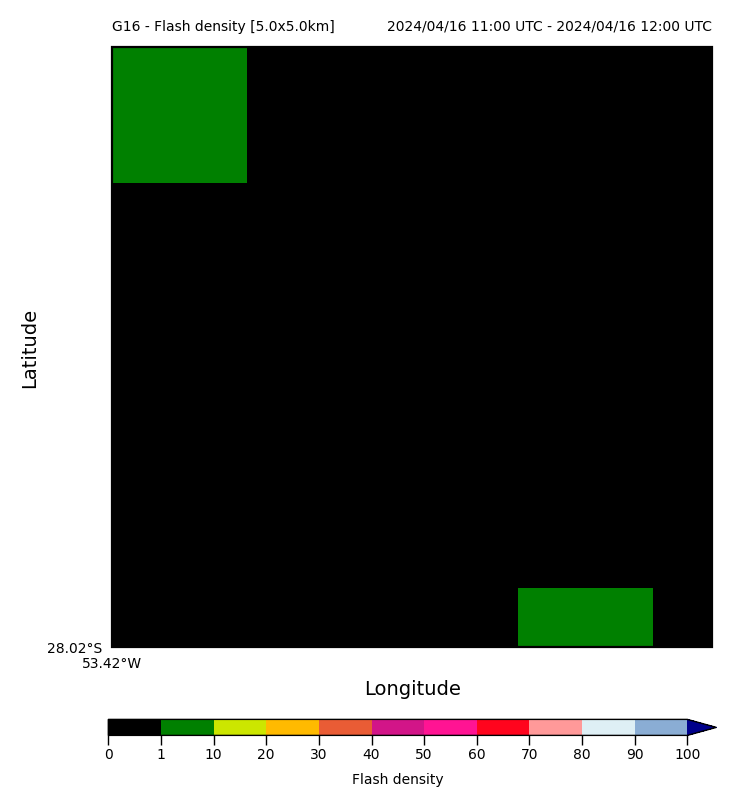 G16 - Flash density [5.0x5.0km] 2024/04/16 11:00 UTC - 2024/04/16 12:00 UTC
Latitude
28.02°S
53.42°W
Longitude
0 1 10 20 30 40 50 60 70 80 90 100
Flash density